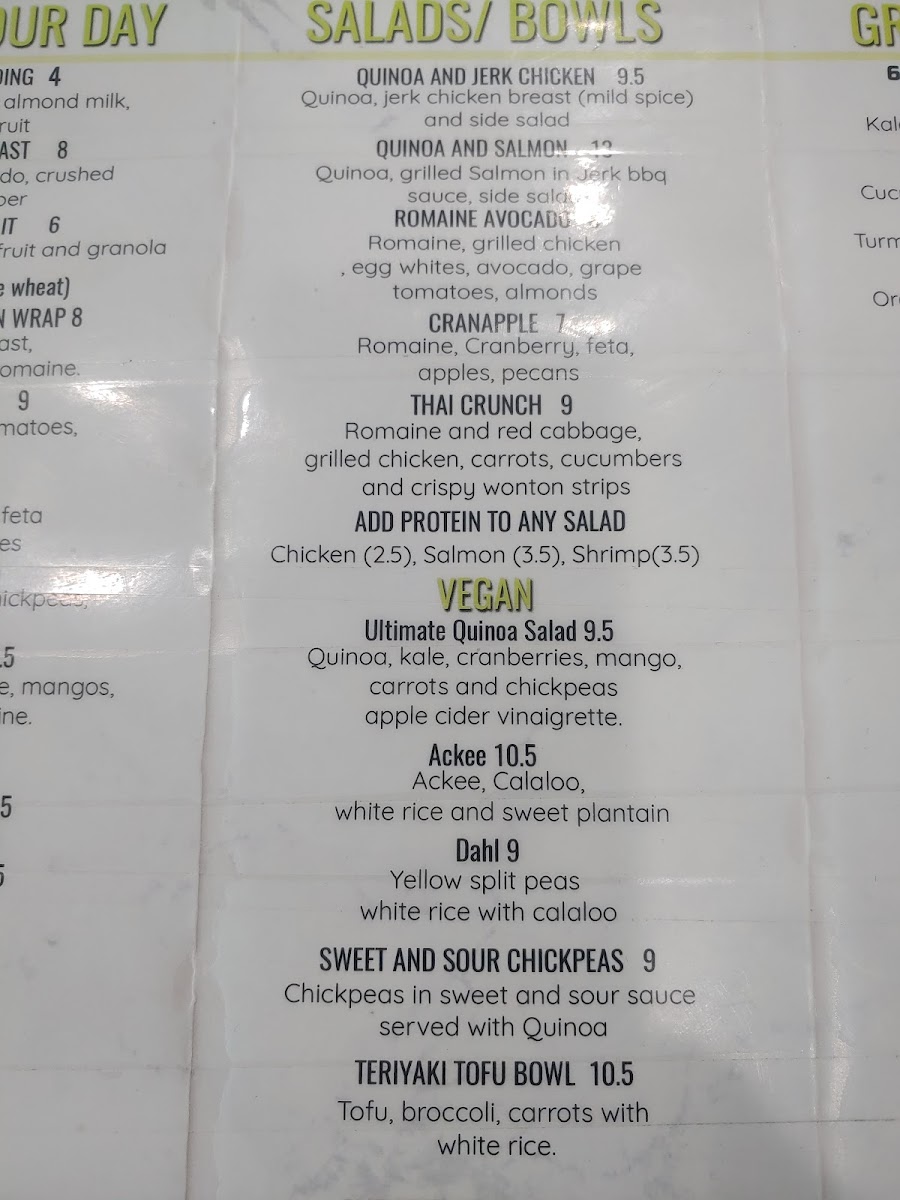 OUR DAY
DING 4
almond milk,
ruit
AST 8
do, crushed
per
IT 6
fruit and granola
e wheat)
N WRAP 8
ast,
omaine.
9
matoes,
feta
es
ickpeas,
.5
e, mangos,
ine.
5
5
SALADS/ BOWLS
QUINOA AND JERK CHICKEN 9.5
Quinoa, jerk chicken breast (mild spice)
and side salad
QUINOA AND SALMON
Quinoa, grilled Salmon in Jerk bbq
sauce, side salad
ROMAINE AVOCADO
Romaine, grilled chicken
, egg whites, avocado, grape
tomatoes, almonds
CRANAPPLE 7
Romaine, Cranberry, feta,
apples, pecans
THAI CRUNCH 9
Romaine and red cabbage,
grilled chicken, carrots, cucumbers
and crispy wonton strips
ADD PROTEIN TO ANY SALAD
Chicken (2.5), Salmon (3.5), Shrimp(3.5)
VEGAN
Ultimate Quinoa Salad 9.5
Quinoa, kale, cranberries, mango,
carrots and chickpeas
apple cider vinaigrette.
Ackee 10.5
Ackee, Calaloo,
white rice and sweet plantain
Dahl 9
Yellow split peas
white rice with calaloo
SWEET AND SOUR CHICKPEAS 9
Chickpeas in sweet and sour sauce
served with Quinoa
TERIYAKI TOFU BOWL 10.5
Tofu, broccoli, carrots with
white rice.
GR
6
Kal
Cuc
Turm
Or